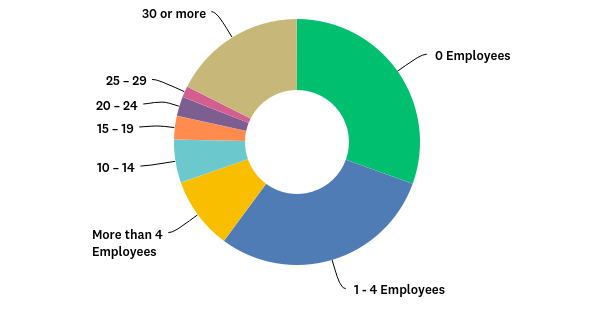 30 or more
0 Employees
25 – 29
20 – 24
15 – 19
10 – 14
More than 4
Employees
1 - 4 Employees